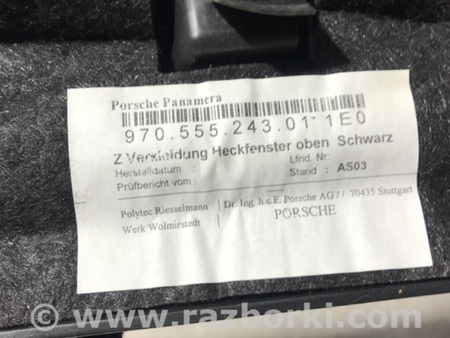 Porsche Panamera
970.555.243.01 1E0
Z Verkleidung Heckfenster oben Schwarz
Herstelldatum : Lfnd. Nr:
Prüfbericht vom : Stand : AS03
Polytec Riesselmann Dr. Ing. h.c F. Porsche AG // 70435 Stuttgart
Werk Wolmirstedt PORSCHE
© www.razborki.com